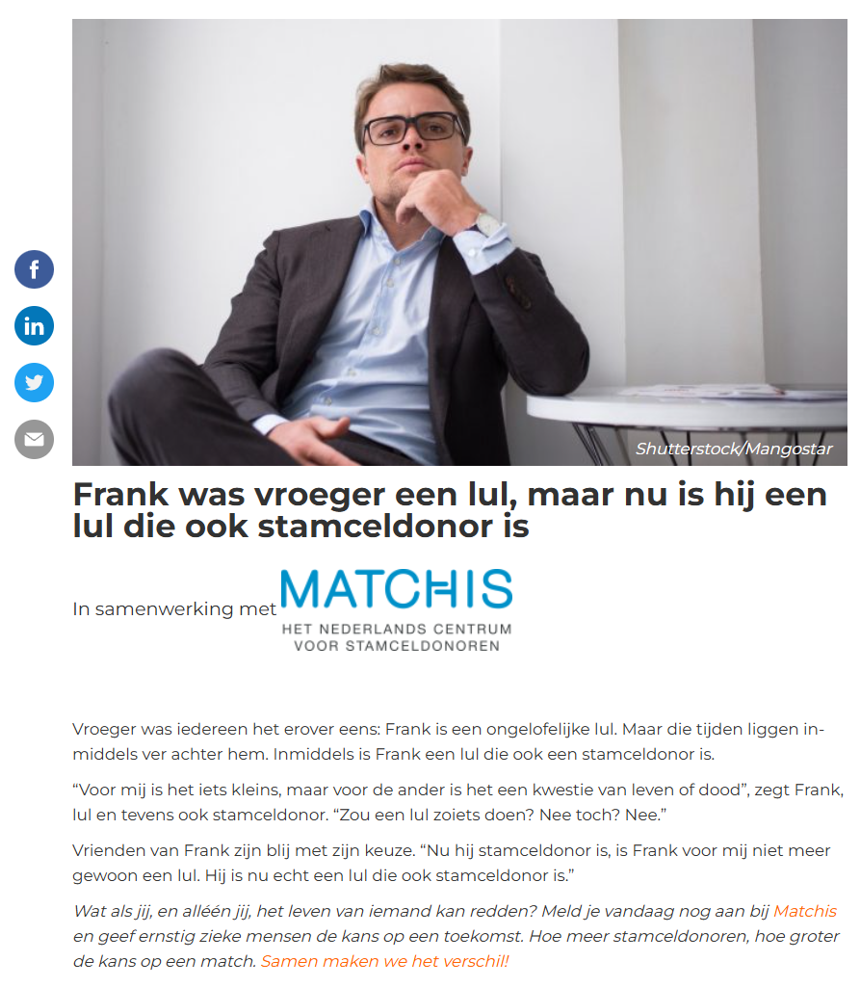 Shutterstock/Mangostar
Frank was vroeger een lul, maar nu is hij een
lul die ook stamceldonor is
In samenwerking met
MATCHIS
HET NEDERLANDS CENTRUM
VOOR STAMCELDONOREN
Vroeger was iedereen het erover eens: Frank is een ongelofelijke lul. Maar die tijden liggen in-
middels ver achter hem. Inmiddels is Frank een lul die ook een stamceldonor is.
“Voor mij is het iets kleins, maar voor de ander is het een kwestie van leven of dood”, zegt Frank,
lul en tevens ook stamceldonor. “Zou een lul zoiets doen? Nee toch? Nee.”
Vrienden van Frank zijn blij met zijn keuze. “Nu hij stamceldonor is, is Frank voor mij niet meer
gewoon een lul. Hij is nu echt een lul die ook stamceldonor is.”
Wat als jij, en alléén jij, het leven van iemand kan redden? Meld je vandaag nog aan bij Matchis
en geef ernstig zieke mensen de kans op een toekomst. Hoe meer stamceldonoren, hoe groter
de kans op een match. Samen maken we het verschil!